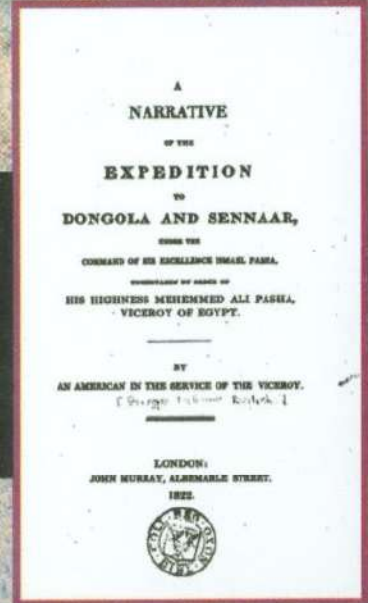 A
NARRATIVE
OF THE
EXPEDITION
TO
DONGOLA AND SENNAAR,
UNDER THE
COMMAND OF HIS EXCELLENCE ISMAEL PASHA,
UNDERTAKEN BY ORDER OF
HIS HIGHNESS MEHEMMED ALI PASHA,
VICEROY OF EGYPT.
BY
AN AMERICAN IN THE SERVICE OF THE VICEROY.
LONDON:
JOHN MURRAY, ALBEMARLE STREET.
1822.